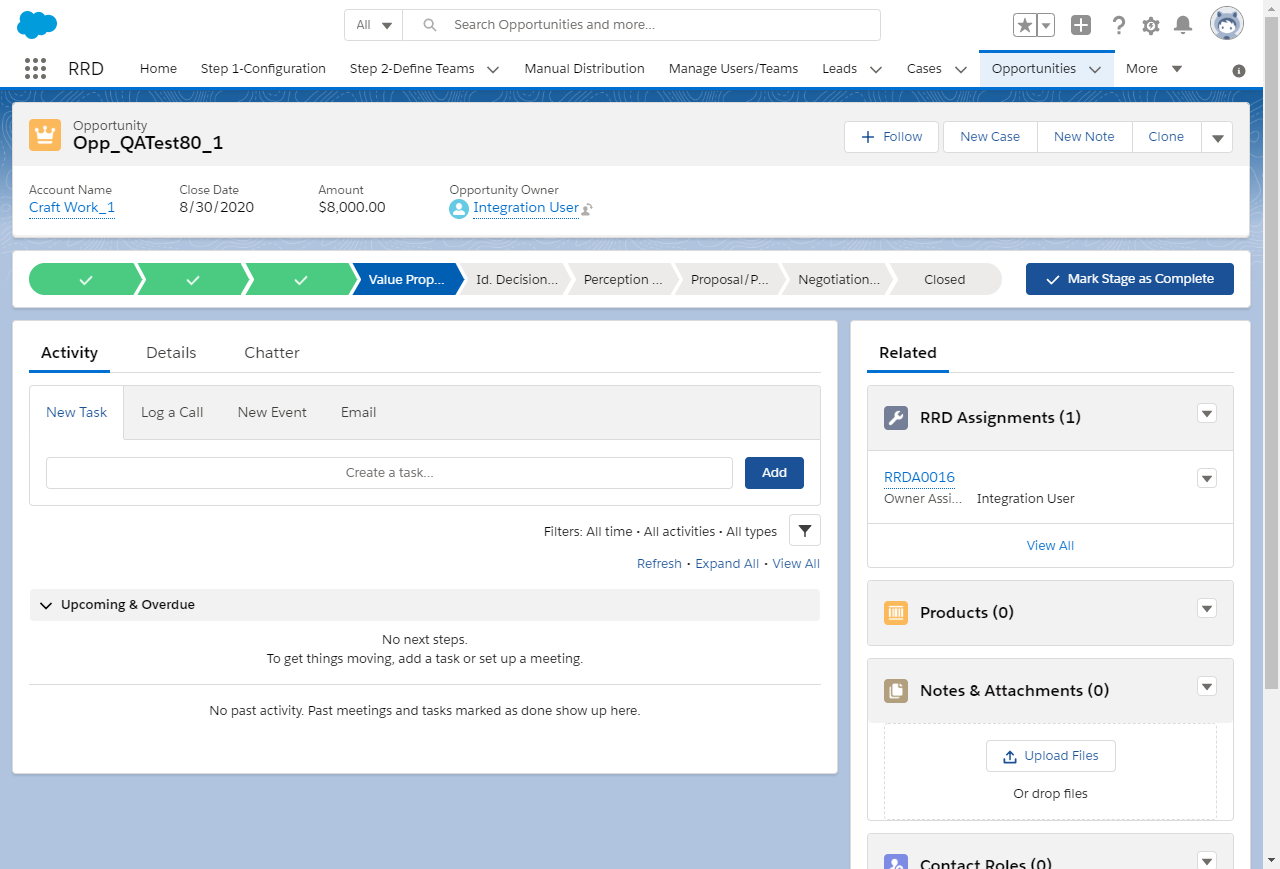 All
Search Opportunities and more...
RRD
Home
Step 1-Configuration
Step 2-Define Teams
Manual Distribution
Manage Users/Teams
Leads
Cases
Opportunities
More
Opportunity
Opp_QATest80_1
Follow
New Case
New Note
Clone
Account Name
Close Date
Amount
Opportunity Owner
Craft Work_1
8/30/2020
$8,000.00
Integration User
Value Prop...
Id. Decision...
Perception ...
Proposal/P...
Negotiation...
Closed
Mark Stage as Complete
Activity
Details
Chatter
New Task
Log a Call
New Event
Email
Create a task...
Add
Filters: All time • All activities • All types
Refresh • Expand All • View All
Upcoming & Overdue
No next steps.
To get things moving, add a task or set up a meeting.
No past activity. Past meetings and tasks marked as done show up here.
Related
RRD Assignments (1)
RRDA0016
Owner Assi... Integration User
View All
Products (0)
Notes & Attachments (0)
Upload Files
Or drop files
Contact Roles (0)